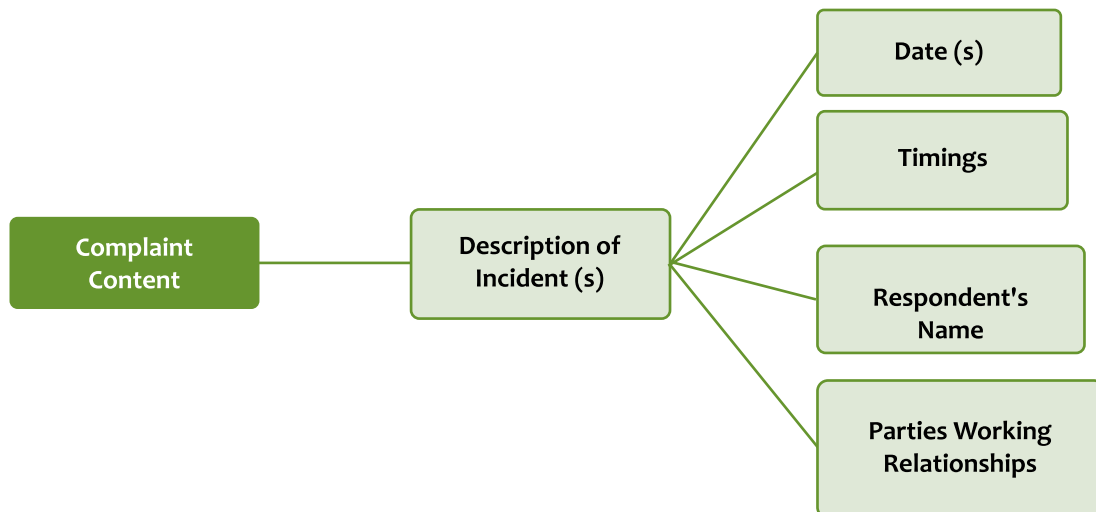 Complaint
Content
Description of
Incident (s)
Date (s)
Timings
Respondent's
Name
Parties Working
Relationships